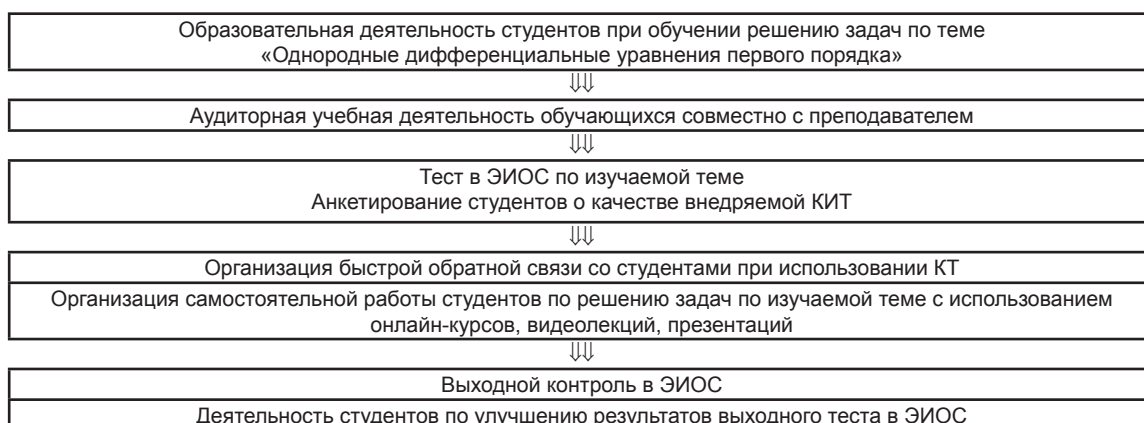 Образовательная деятельность студентов при обучении решению задач по теме
«Однородные дифференциальные уравнения первого порядка»
Аудиторная учебная деятельность обучающихся совместно с преподавателем
Тест в ЭИОС по изучаемой теме
Анкетирование студентов о качестве внедряемой КИТ
Организация быстрой обратной связи со студентами при использовании КТ
Организация самостоятельной работы студентов по решению задач по изучаемой теме с использованием
онлайн-курсов, видеолекций, презентаций
Выходной контроль в ЭИОС
Деятельность студентов по улучшению результатов выходного теста в ЭИОС